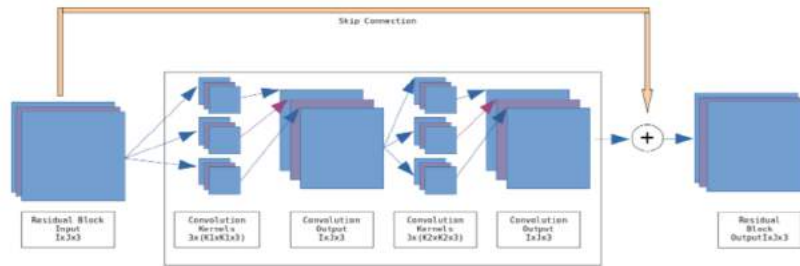 Skip Connection
+
Residual Block
Input
IxJx3
Convolution
Kernels
3x(K1xK1x3)
Convolution
Output
IxJx3
Convolution
Kernels
3x(K2xK2x3)
Convolution
Output
IxJx3
Residual
Block
OutputIxJx3